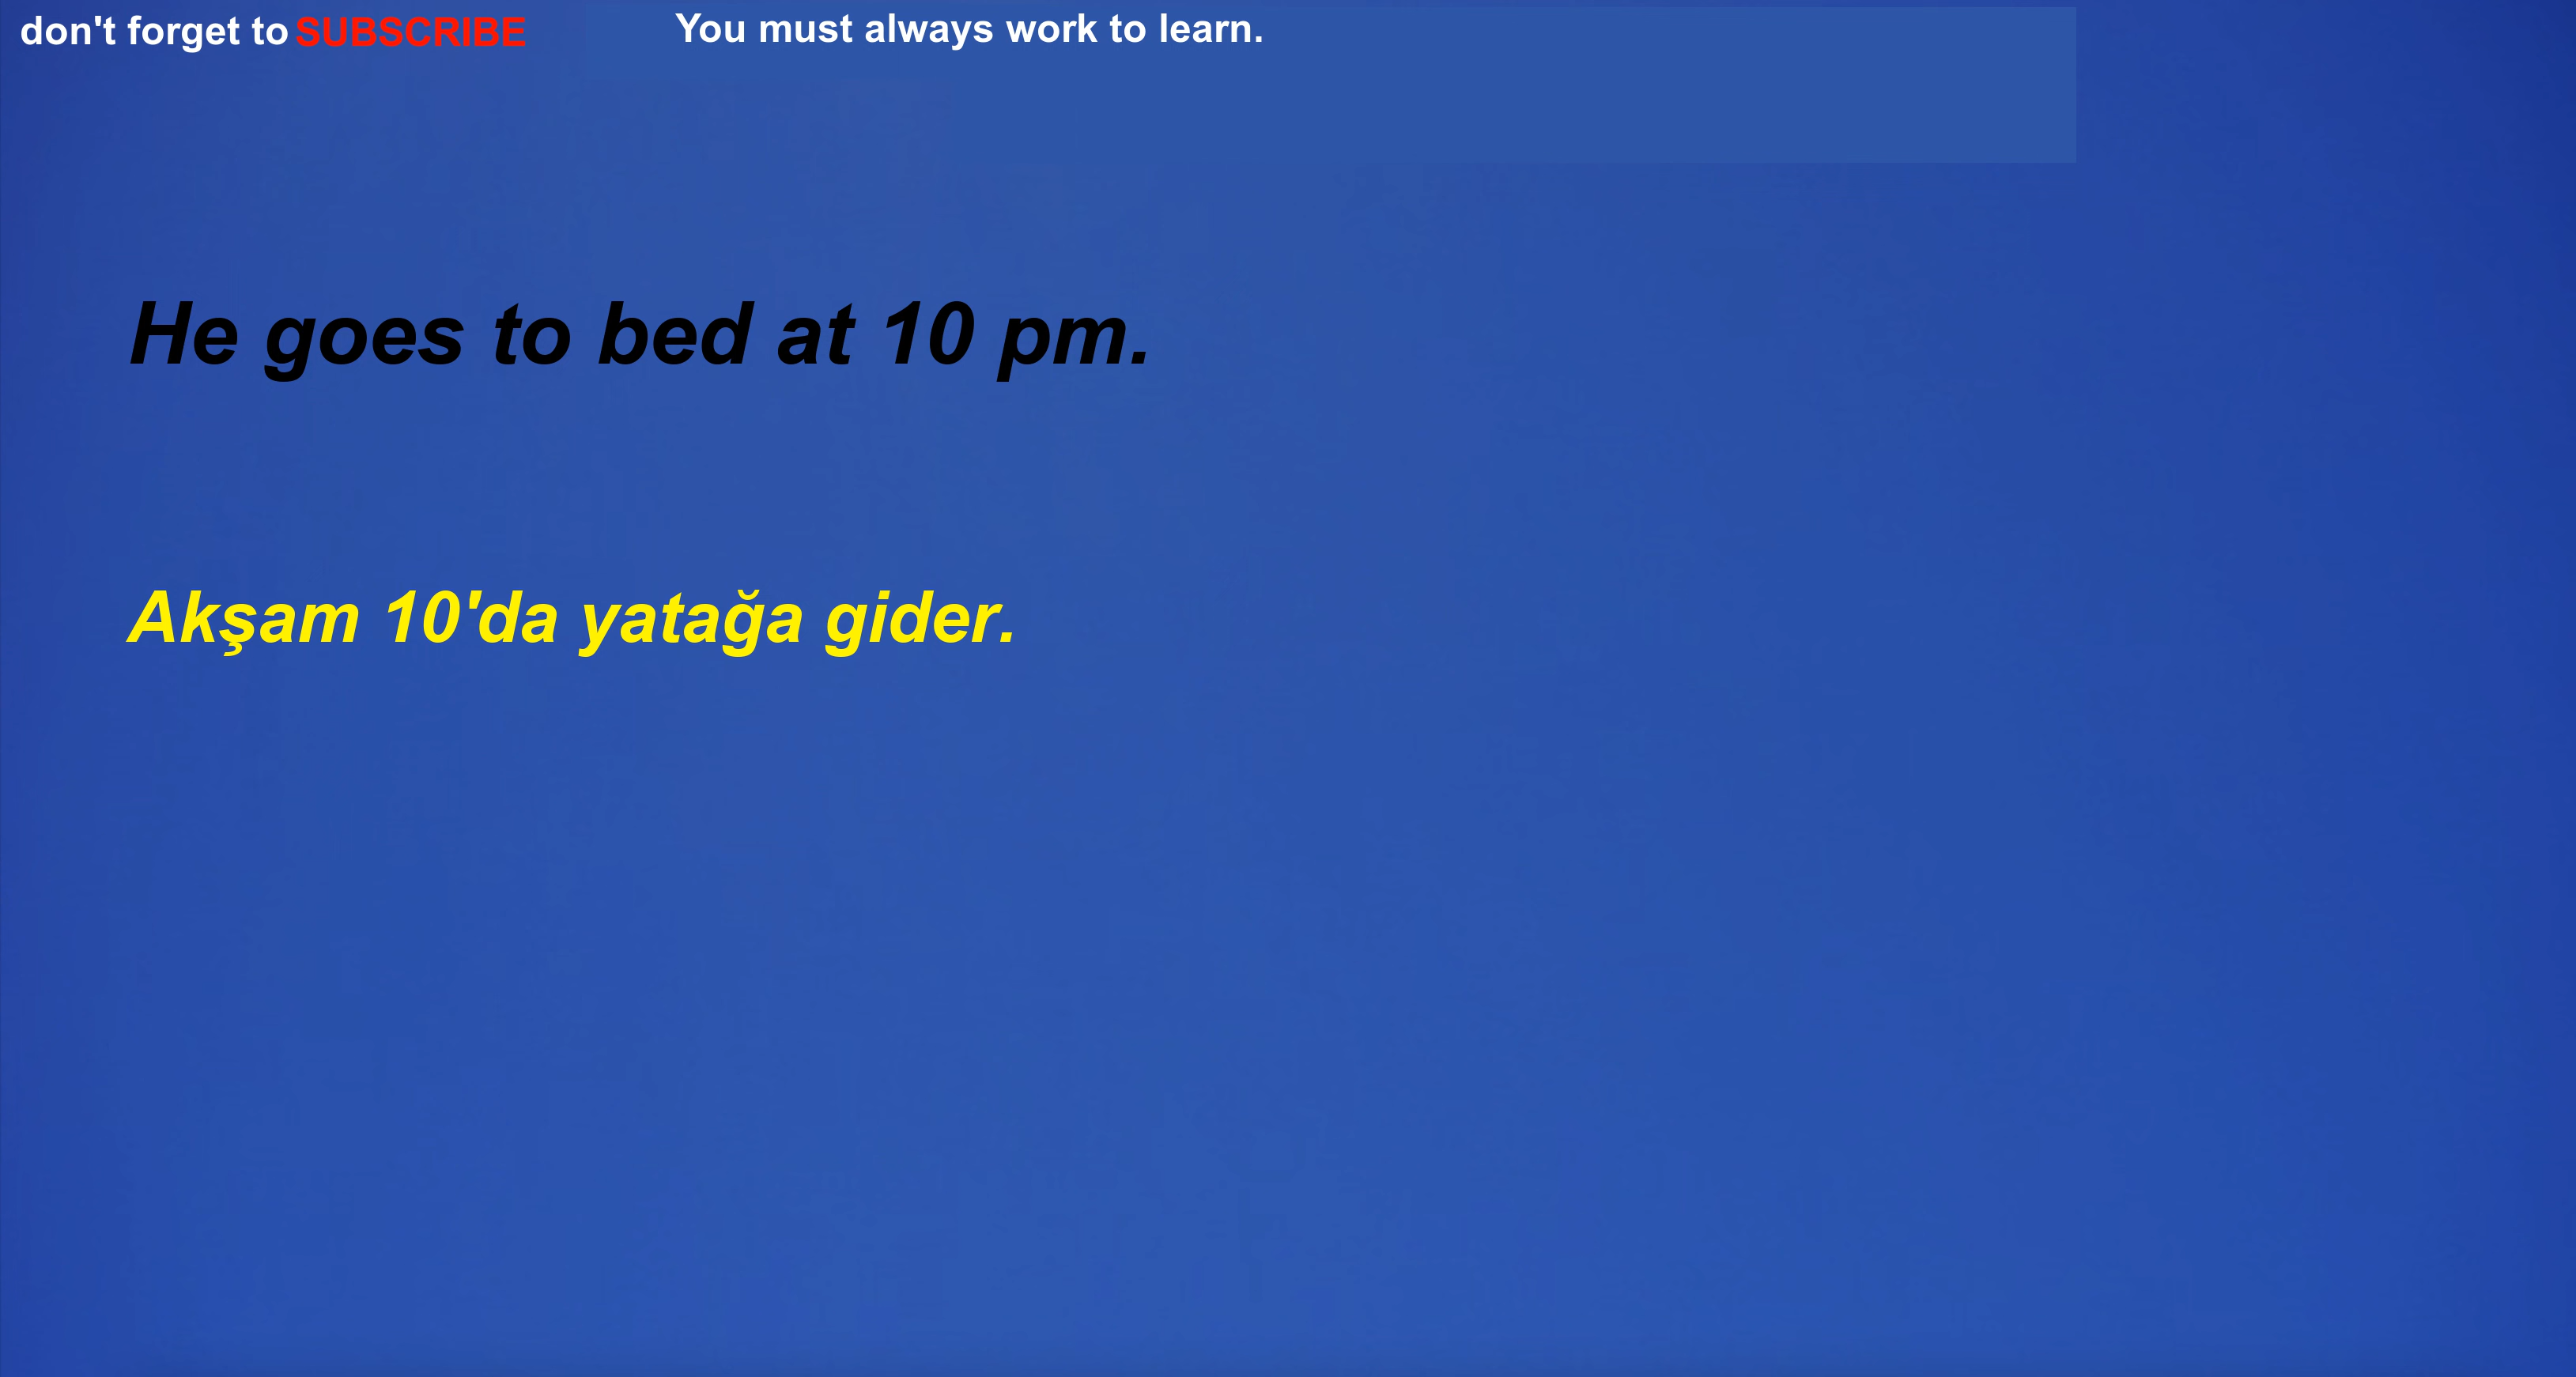 don't forget to SUBSCRIBE
You must always work to learn.
He goes to bed at 10 pm.
Akşam 10'da yatağa gider.